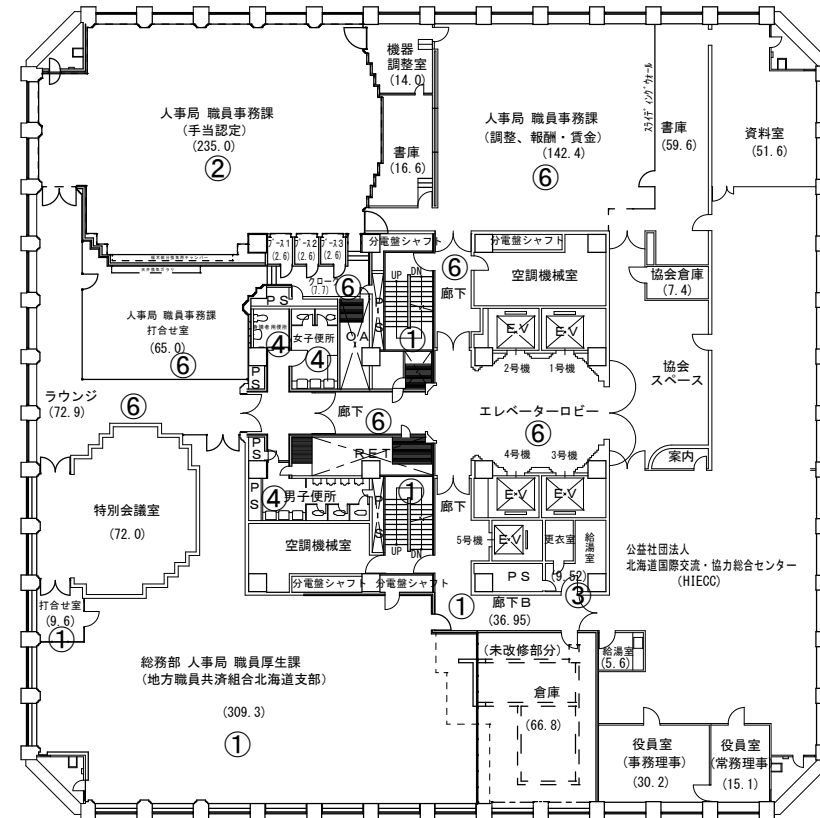 人事局 職員事務課
(手当認定)
(235.0)
②
機器
調整室
(14.0)
書庫
(16.6)
人事局 職員事務課
(調整、報酬・賃金)
(142.4)
⑥
スライディングウォール
書庫
(59.6)
資料室
(51.6)
ブース1
(2.6)
ブース2
(2.6)
ブース3
(2.6)
クローク
(7.7)
⑥
分電盤シャフト
分電盤シャフト
UP
DN
①
⑥
廊下
空調機械室
協会倉庫
(7.4)
協会
スペース
案内
人事局 職員事務課
打合せ室
(65.0)
⑥
PS
④
女子便所
④
OA
PS
PS
E・V
E・V
2号機
1号機
ラウンジ
(72.9)
⑥
廊下
⑥
エレベーターロビー
⑥
4号機
3号機
E・V
E・V
PS
RET
PS
④
男子便所
PS
①
UP
DN
廊下
特別会議室
(72.0)
空調機械室
分電盤シャフト
分電盤シャフト
5号機
E・V
更衣室
給湯室
PS
(9.52)
③
公益社団法人
北海道国際交流・協力総合センター
(HIECC)
打合せ室
(9.6)
①
①
廊下B
(36.95)
総務部 人事局 職員厚生課
(地方職員共済組合北海道支部)
(309.3)
①
(未改修部分)
倉庫
(66.8)
給湯室
(5.6)
役員室
(事務理事)
(30.2)
役員室
(常務理事)
(15.1)